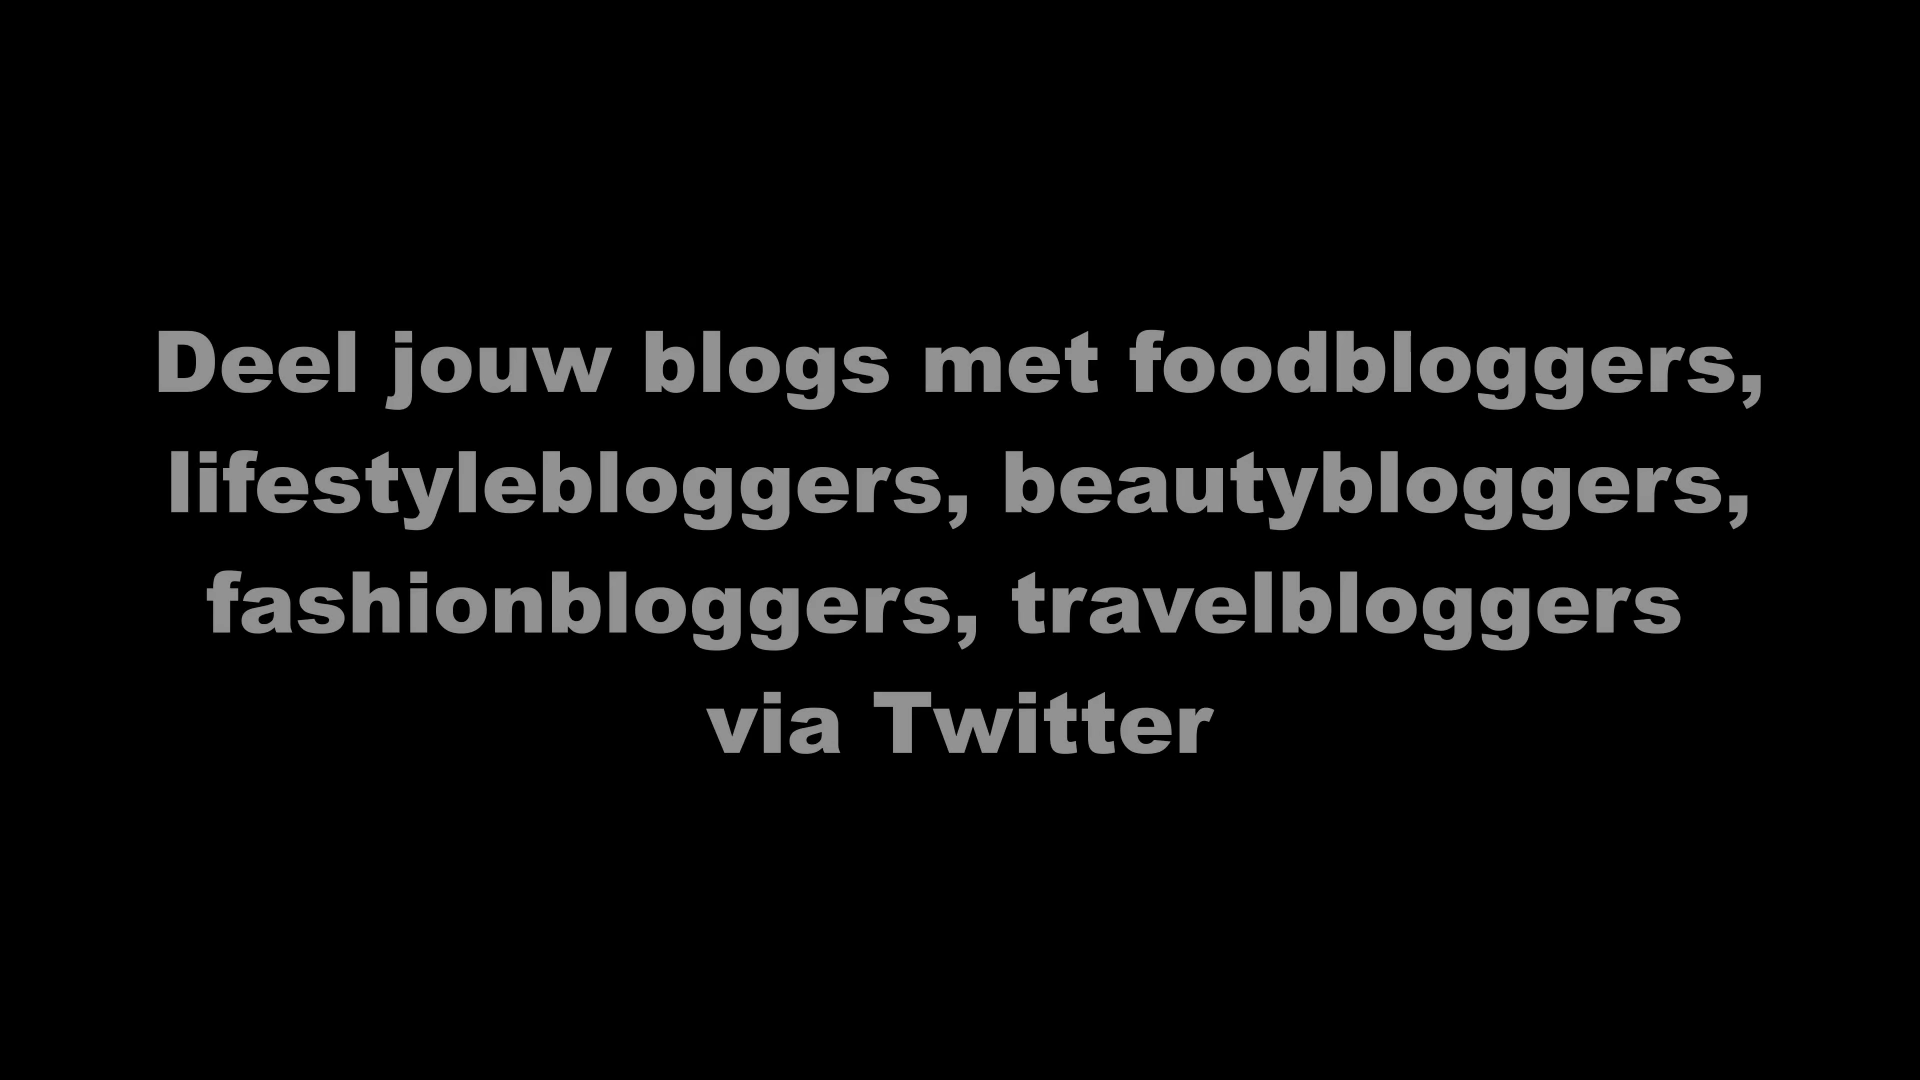 Deel jouw blogs met foodbloggers,
lifestylebloggers, beautybloggers,
fashionbloggers, travelbloggers
via Twitter